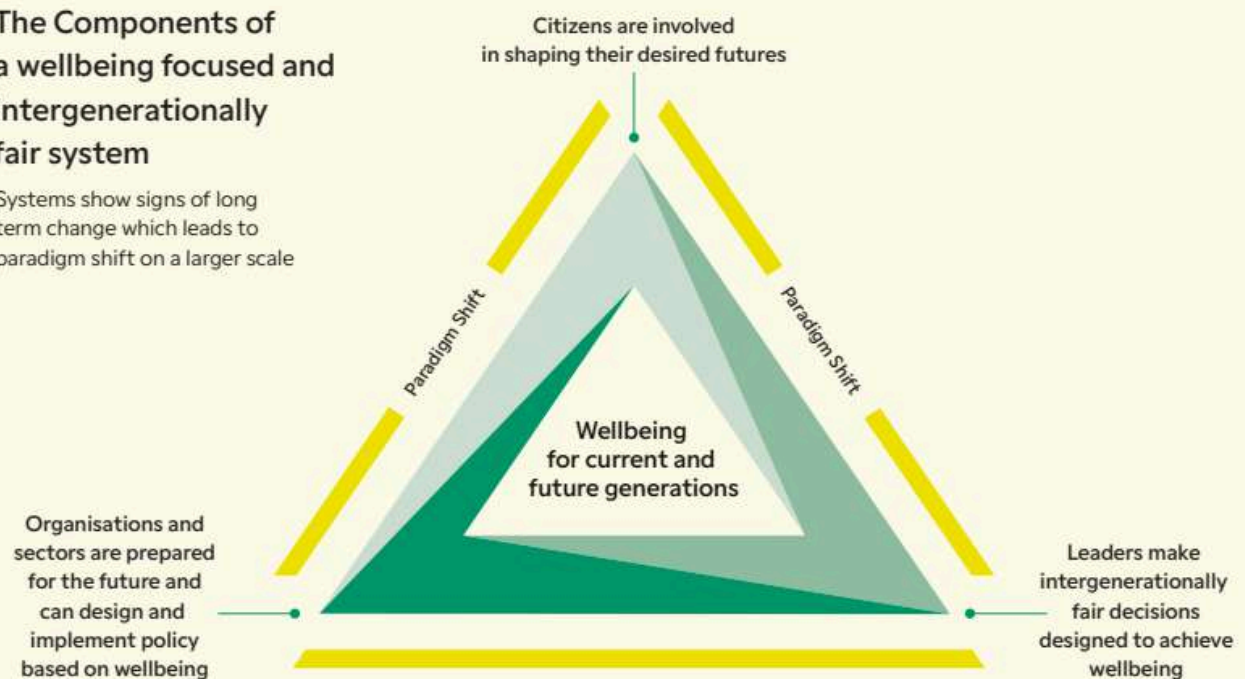 The Components of
a wellbeing focused and
intergenerationally
fair system
Systems show signs of long
term change which leads to
paradigm shift on a larger scale
Citizens are involved
in shaping their desired futures
Paradigm Shift
Paradigm Shift
Wellbeing
for current and
future generations
Organisations and
sectors are prepared
for the future and
can design and
implement policy
based on wellbeing
Leaders make
intergenerationally
fair decisions
designed to achieve
wellbeing